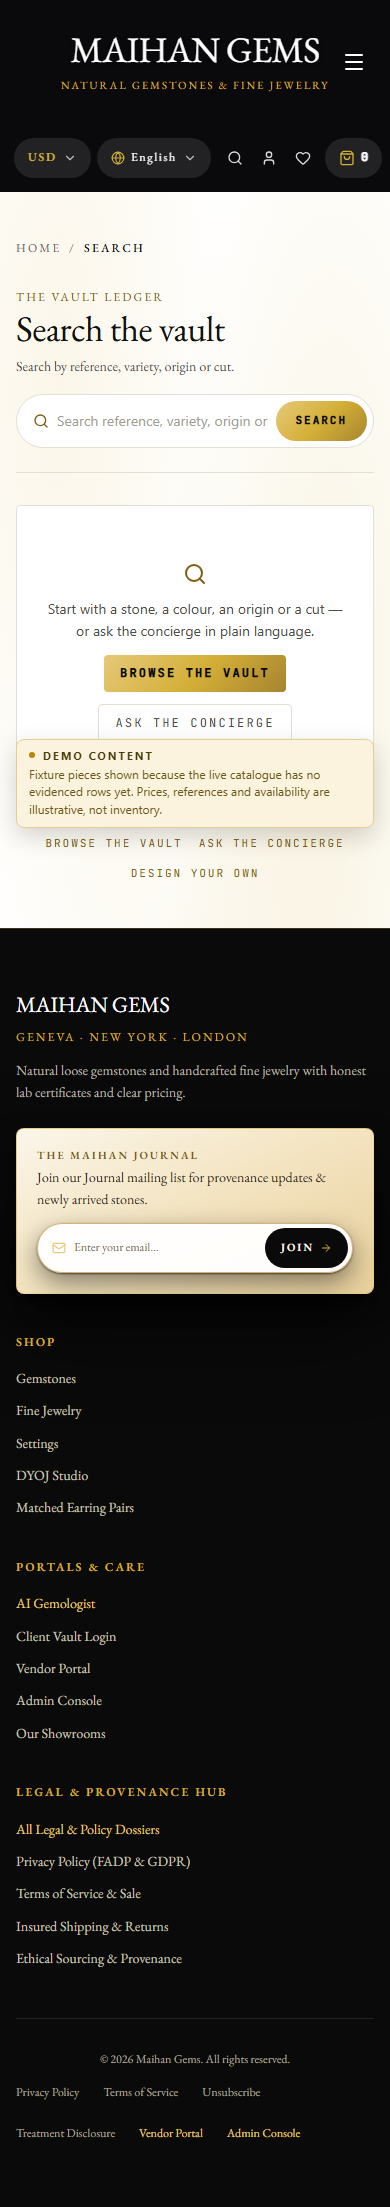 MAIHAN GEMS
NATURAL GEMSTONES & FINE JEWELRY
USD English 0
HOME / SEARCH
THE VAULT LEDGER
Search the vault
Search by reference, variety, origin or cut.
Search reference, variety, origin or SEARCH
Start with a stone, a colour, an origin or a cut —
or ask the concierge in plain language.
BROWSE THE VAULT
ASK THE CONCIERGE
DEMO CONTENT
Fixture pieces shown because the live catalogue has no
evidenced rows yet. Prices, references and availability are
illustrative, not inventory.
BROWSE THE VAULT ASK THE CONCIERGE
DESIGN YOUR OWN
MAIHAN GEMS
GENEVA · NEW YORK · LONDON
Natural loose gemstones and handcrafted fine jewelry with honest
lab certificates and clear pricing.
THE MAIHAN JOURNAL
Join our Journal mailing list for provenance updates &
newly arrived stones.
Enter your email... JOIN →
SHOP
Gemstones
Fine Jewelry
Settings
DYOJ Studio
Matched Earring Pairs
PORTALS & CARE
AI Gemologist
Client Vault Login
Vendor Portal
Admin Console
Our Showrooms
LEGAL & PROVENANCE HUB
All Legal & Policy Dossiers
Privacy Policy (FADP & GDPR)
Terms of Service & Sale
Insured Shipping & Returns
Ethical Sourcing & Provenance
© 2026 Maihan Gems. All rights reserved.
Privacy Policy Terms of Service Unsubscribe
Treatment Disclosure Vendor Portal Admin Console